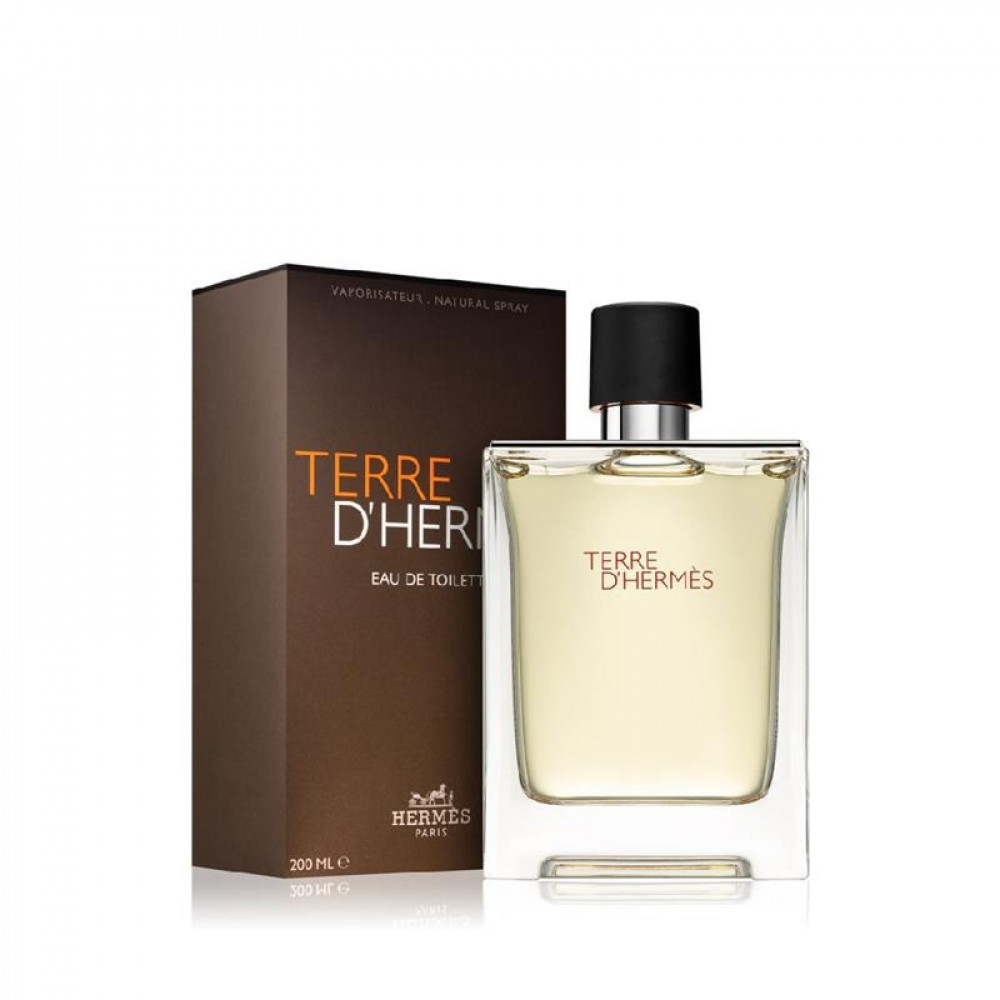 VAPORISATEUR . NATURAL SPRAY
TERRE
D'HERM
EAU DE TOILETT
HERMÈS
PARIS
200 ML ℮
TERRE
D'HERMÈS